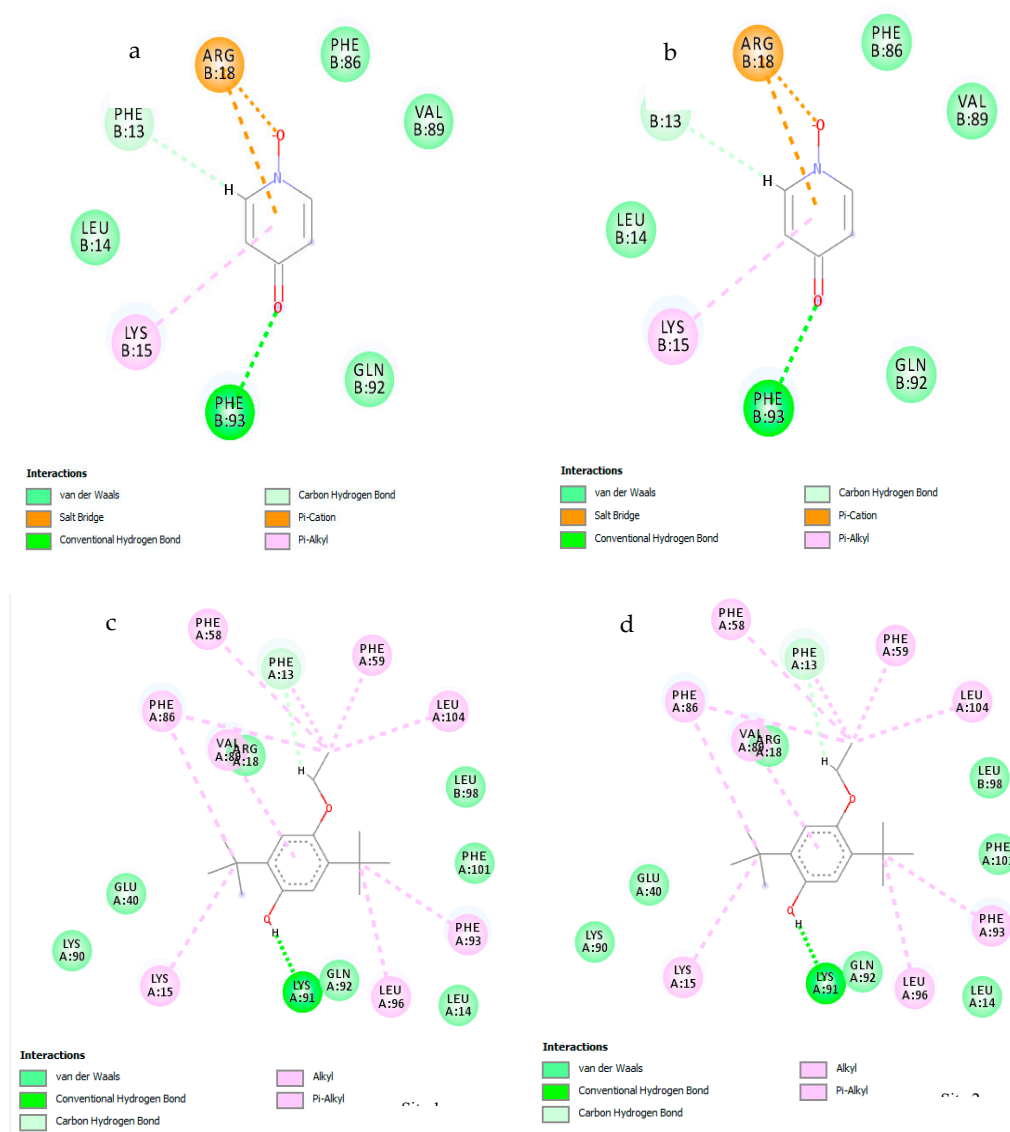 a
ARG
B:18
PHE
B:86
PHE
B:13
VAL
B:89
O
N
H
LEU
B:14
O
LYS
B:15
GLN
B:92
PHE
B:93
Interactions
van der Waals
Salt Bridge
Conventional Hydrogen Bond
Carbon Hydrogen Bond
Pi-Cation
Pi-Alkyl
b
ARG
B:18
PHE
B:86
B:13
VAL
B:89
O
N
H
LEU
B:14
O
LYS
B:15
GLN
B:92
PHE
B:93
Interactions
van der Waals
Salt Bridge
Conventional Hydrogen Bond
Carbon Hydrogen Bond
Pi-Cation
Pi-Alkyl
c
PHE
A:58
PHE
A:13
PHE
A:59
PHE
A:86
LEU
A:104
VAL
A:89
ARG
A:18
H
LEU
B:98
O
PHE
A:101
GLU
A:40
O
H
PHE
A:93
LYS
A:90
LYS
A:15
LYS
A:91
GLN
A:92
LEU
A:96
LEU
A:14
Interactions
van der Waals
Conventional Hydrogen Bond
Carbon Hydrogen Bond
Alkyl
Pi-Alkyl
d
PHE
A:58
PHE
A:13
PHE
A:59
PHE
A:86
LEU
A:104
VAL
A:89
ARG
A:18
H
LEU
B:98
O
PHE
A:101
GLU
A:40
O
H
PHE
A:93
LYS
A:90
LYS
A:15
LYS
A:91
GLN
A:92
LEU
A:96
LEU
A:14
Interactions
van der Waals
Conventional Hydrogen Bond
Carbon Hydrogen Bond
Alkyl
Pi-Alkyl